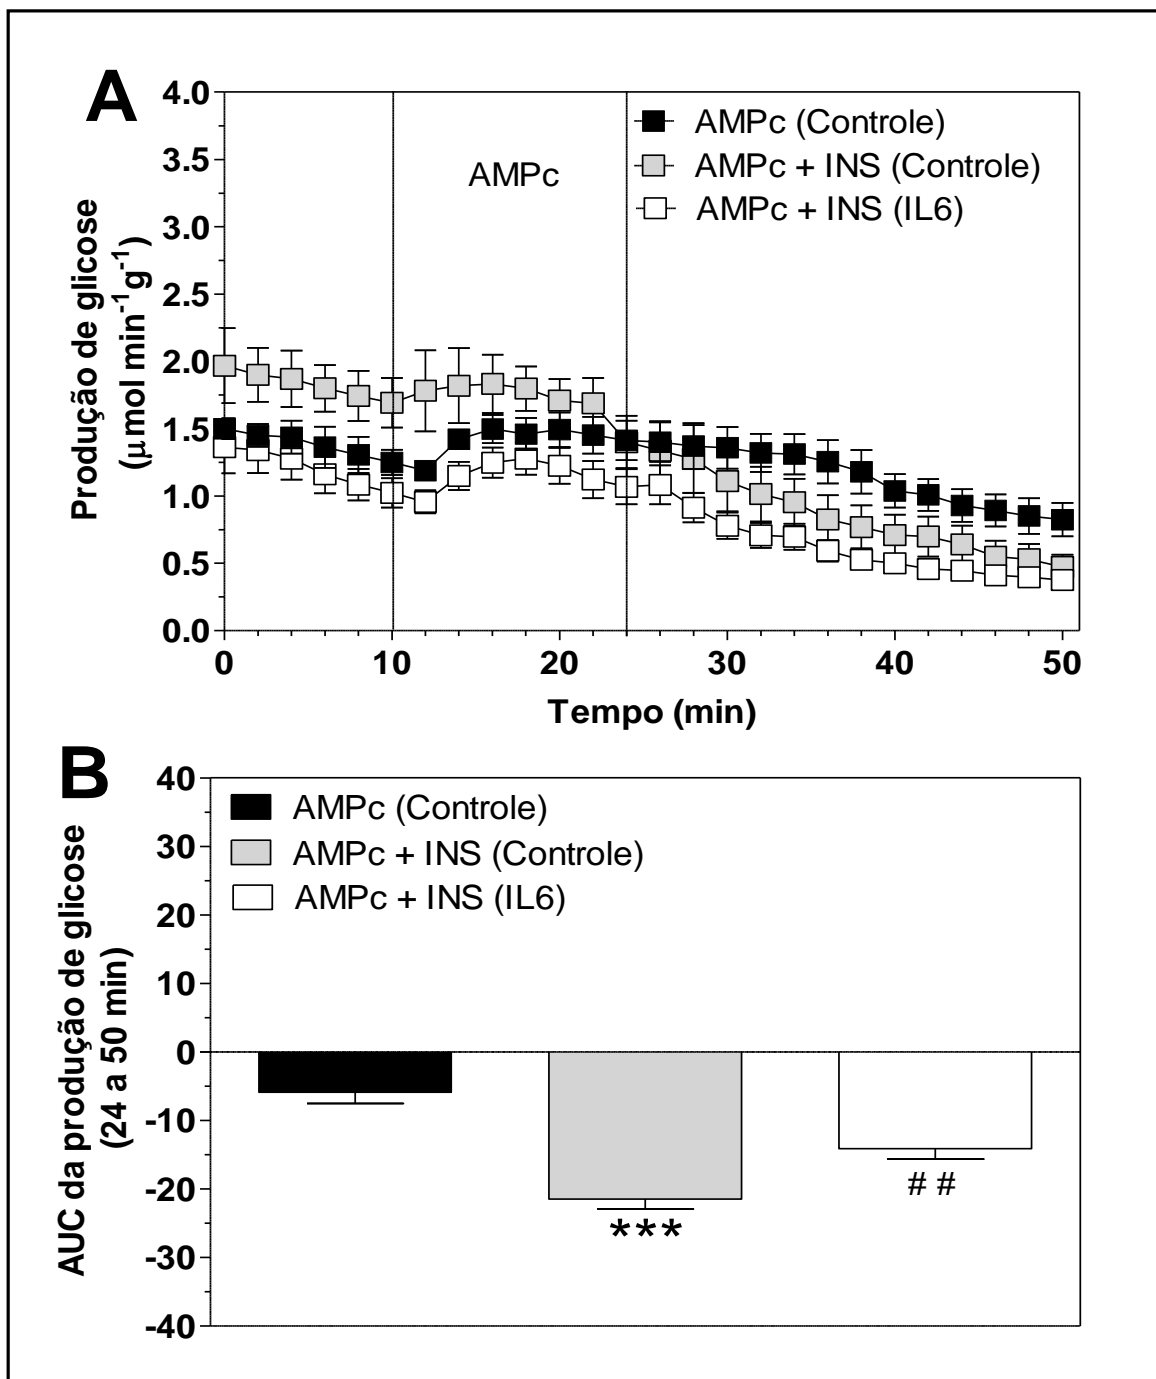 A
Produção de glicose
(μmol min-1g-1)
4.0
3.5
3.0
2.5
2.0
1.5
1.0
0.5
0.0
AMPc
AMPc (Controle)
AMPc + INS (Controle)
AMPc + INS (IL6)
0 10 20 30 40 50
Tempo (min)
B
AUC da produção de glicose
(24 a 50 min)
40
30
20
10
0
-10
-20
-30
-40
AMPc (Controle)
AMPc + INS (Controle)
AMPc + INS (IL6)
***
# #